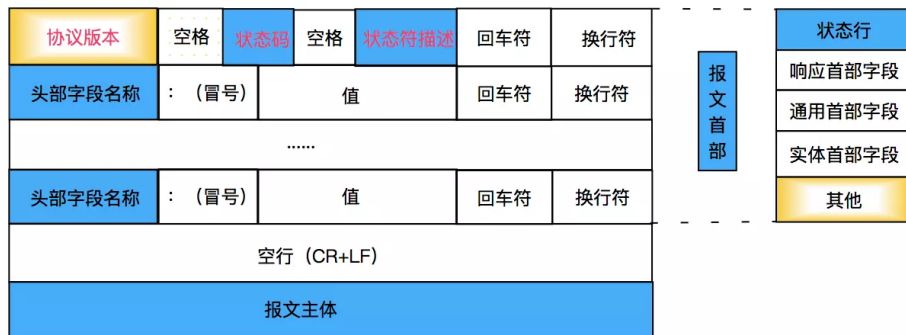 协议版本 空格 状态码 空格 状态符描述 回车符 换行符
头部字段名称 ：（冒号） 值 回车符 换行符
......
头部字段名称 ：（冒号） 值 回车符 换行符
空行（CR+LF）
报文主体
报文首部
状态行
响应首部字段
通用首部字段
实体首部字段
其他